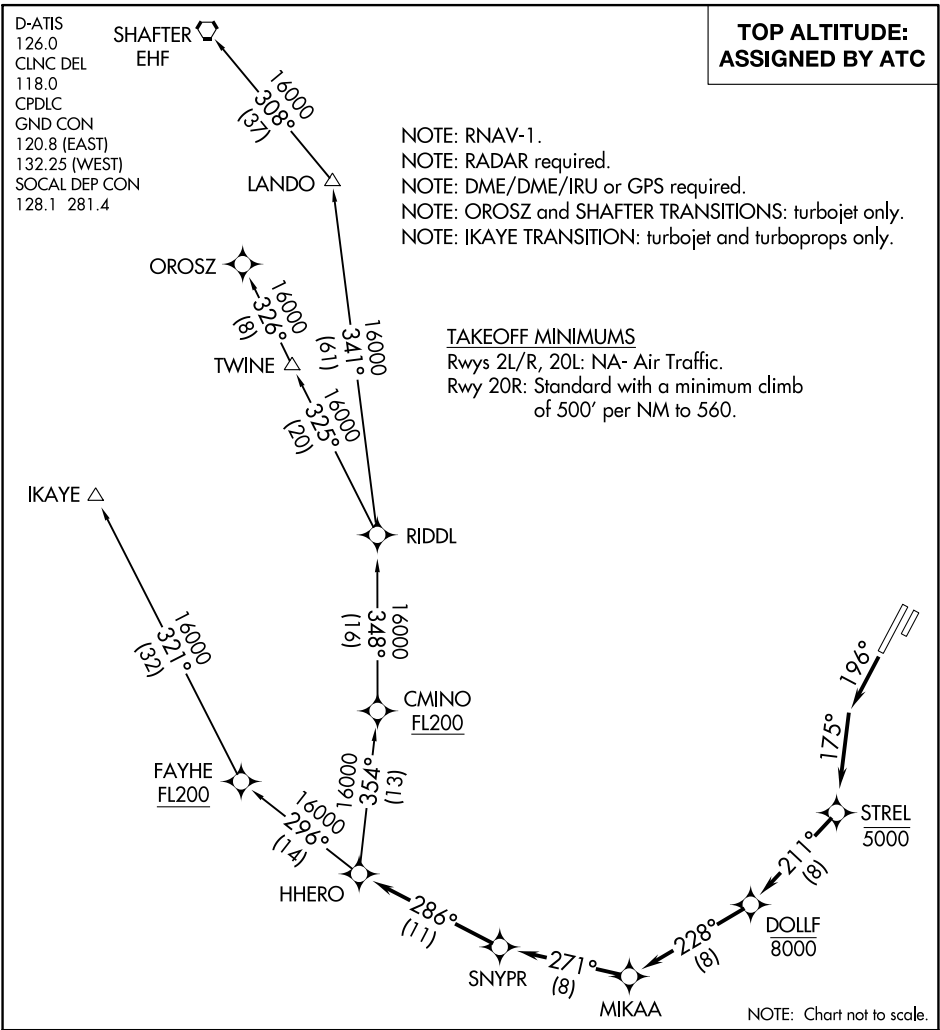 D-ATIS
126.0
CLNC DEL
118.0
CPDLC
GND CON
120.8 (EAST)
132.25 (WEST)
SOCAL DEP CON
128.1 281.4
TOP ALTITUDE:
ASSIGNED BY ATC
SHAFTER
EHF
16000
308°
(37)
LANDO
NOTE: RNAV-1.
NOTE: RADAR required.
NOTE: DME/DME/IRU or GPS required.
NOTE: OROSZ and SHAFTER TRANSITIONS: turbojet only.
NOTE: IKAYE TRANSITION: turbojet and turboprops only.
OROSZ
16000
326°
(8)
TWINE
16000
341°
(61)
16000
325°
(20)
TAKEOFF MINIMUMS
Rwys 2L/R, 20L: NA- Air Traffic.
Rwy 20R: Standard with a minimum climb
of 500' per NM to 560.
IKAYE
RIDDL
16000
321°
(32)
16000
348°
(16)
CMINO
FL200
196°
175°
FAYHE
FL200
16000
354°
(13)
16000
296°
(14)
STREL
5000
211°
(8)
HHERO
DOLLF
8000
286°
(11)
228°
(8)
SNYPR
271°
(8)
MIKAA
NOTE: Chart not to scale.